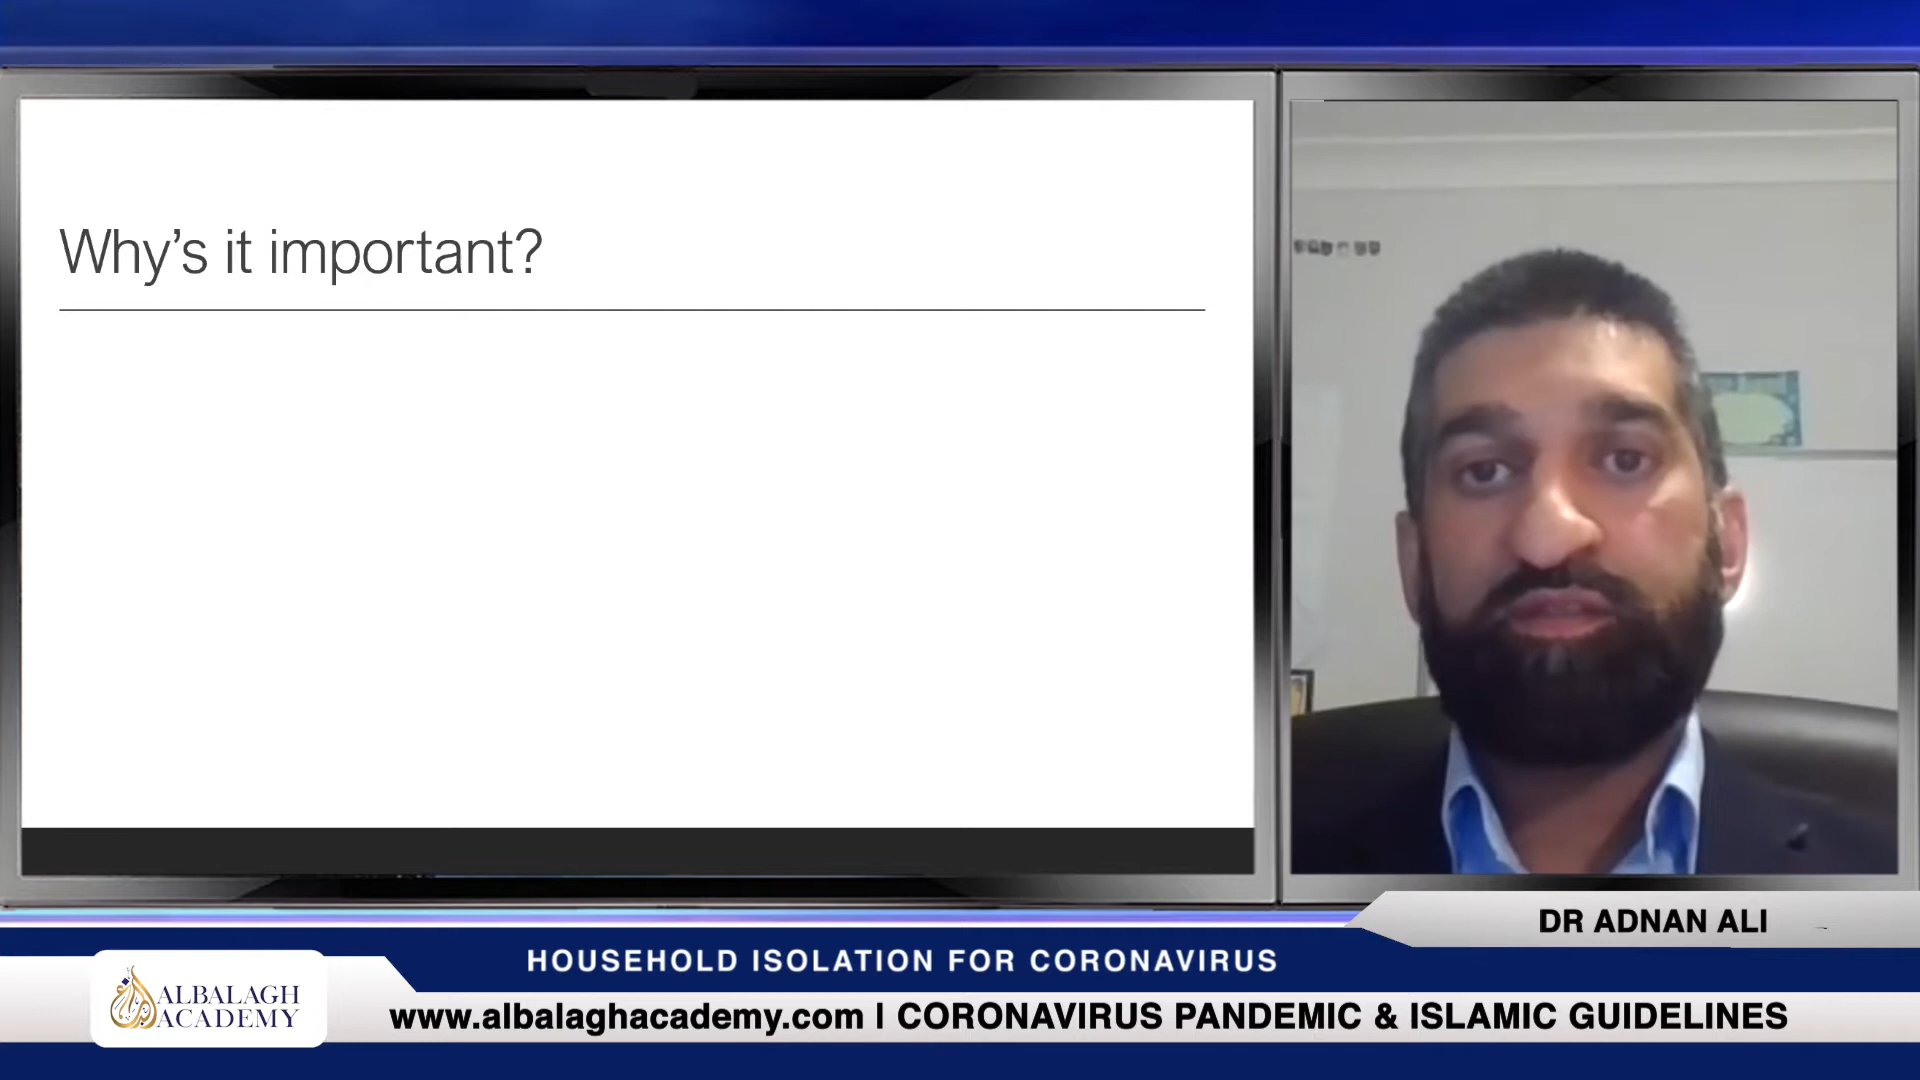 Why's it important?
DR ADNAN ALI
HOUSEHOLD ISOLATION FOR CORONAVIRUS
ALBALAGH
ACADEMY
www.albalaghacademy.com I CORONAVIRUS PANDEMIC & ISLAMIC GUIDELINES